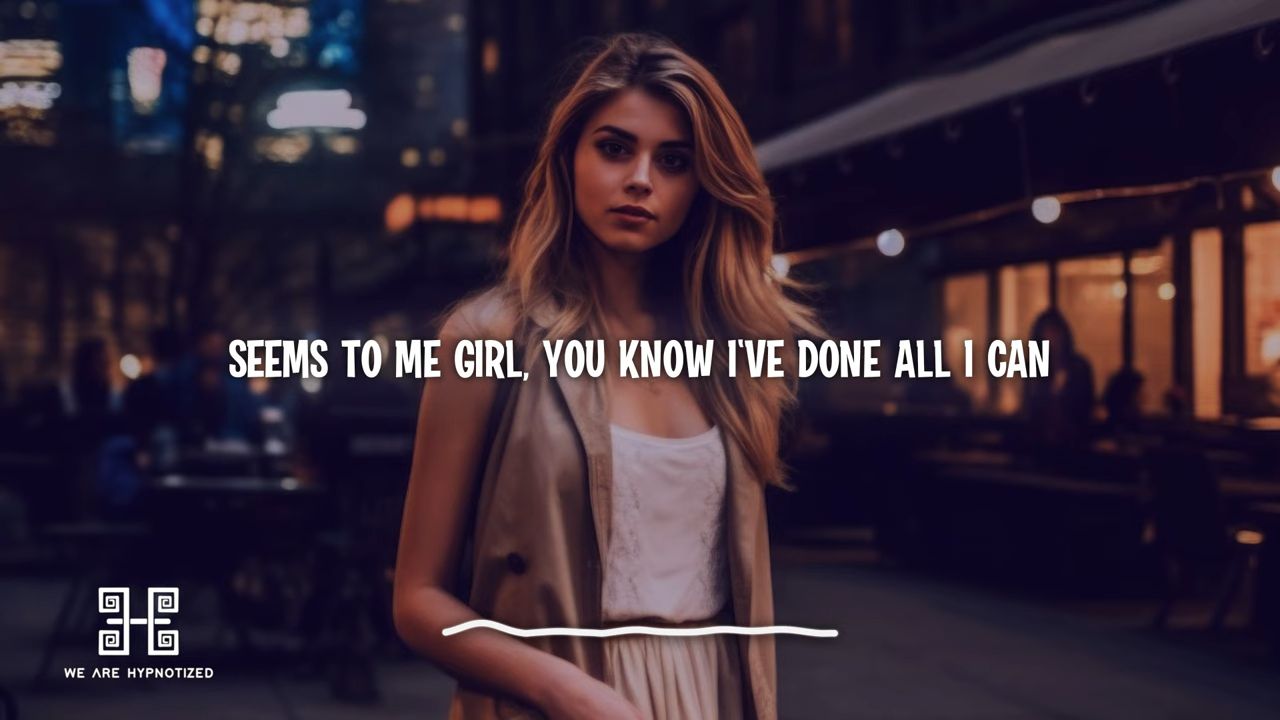 SEEMS TO ME GIRL, YOU KNOW I'VE DONE ALL I CAN
WE ARE HYPNOTIZED